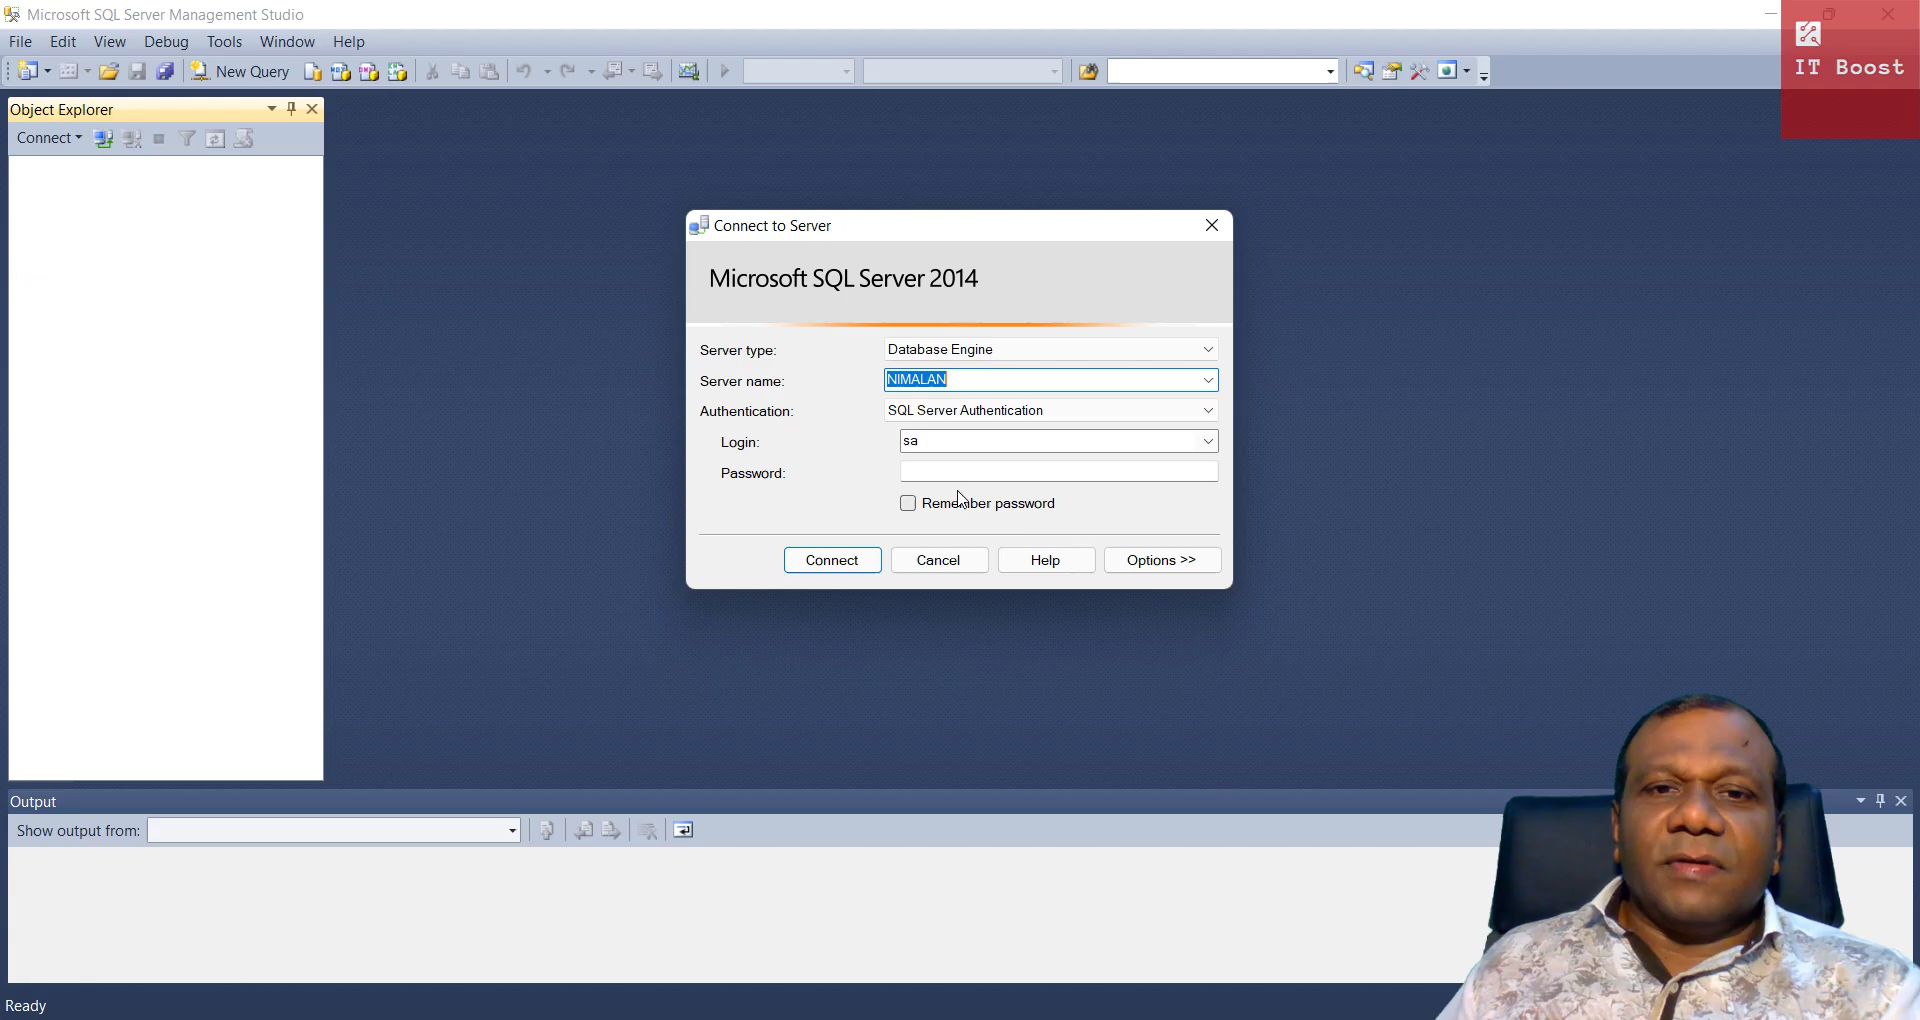 Microsoft SQL Server Management Studio
File Edit View Debug Tools Window Help
New Query
IT Boost
Object Explorer
Connect
Connect to Server
Microsoft SQL Server 2014
Server type: Database Engine
Server name: NIMALAN
Authentication: SQL Server Authentication
Login: sa
Password:
Remember password
Connect Cancel Help Options >>
Output
Show output from:
Ready